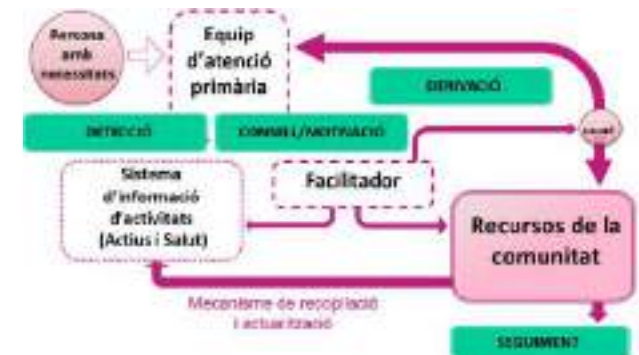 Persona
amb
necessitats
Equip
d'atenció
primària
DERIVACIÓ
DETECCIÓ
CONSELL/MOTIVACIÓ
Sistema
d'informació
d'activitats
(Actius i Salut)
Facilitador
Recursos de la
comunitat
Mecanisme de recopilació
i actuarització
SEGUIMENT